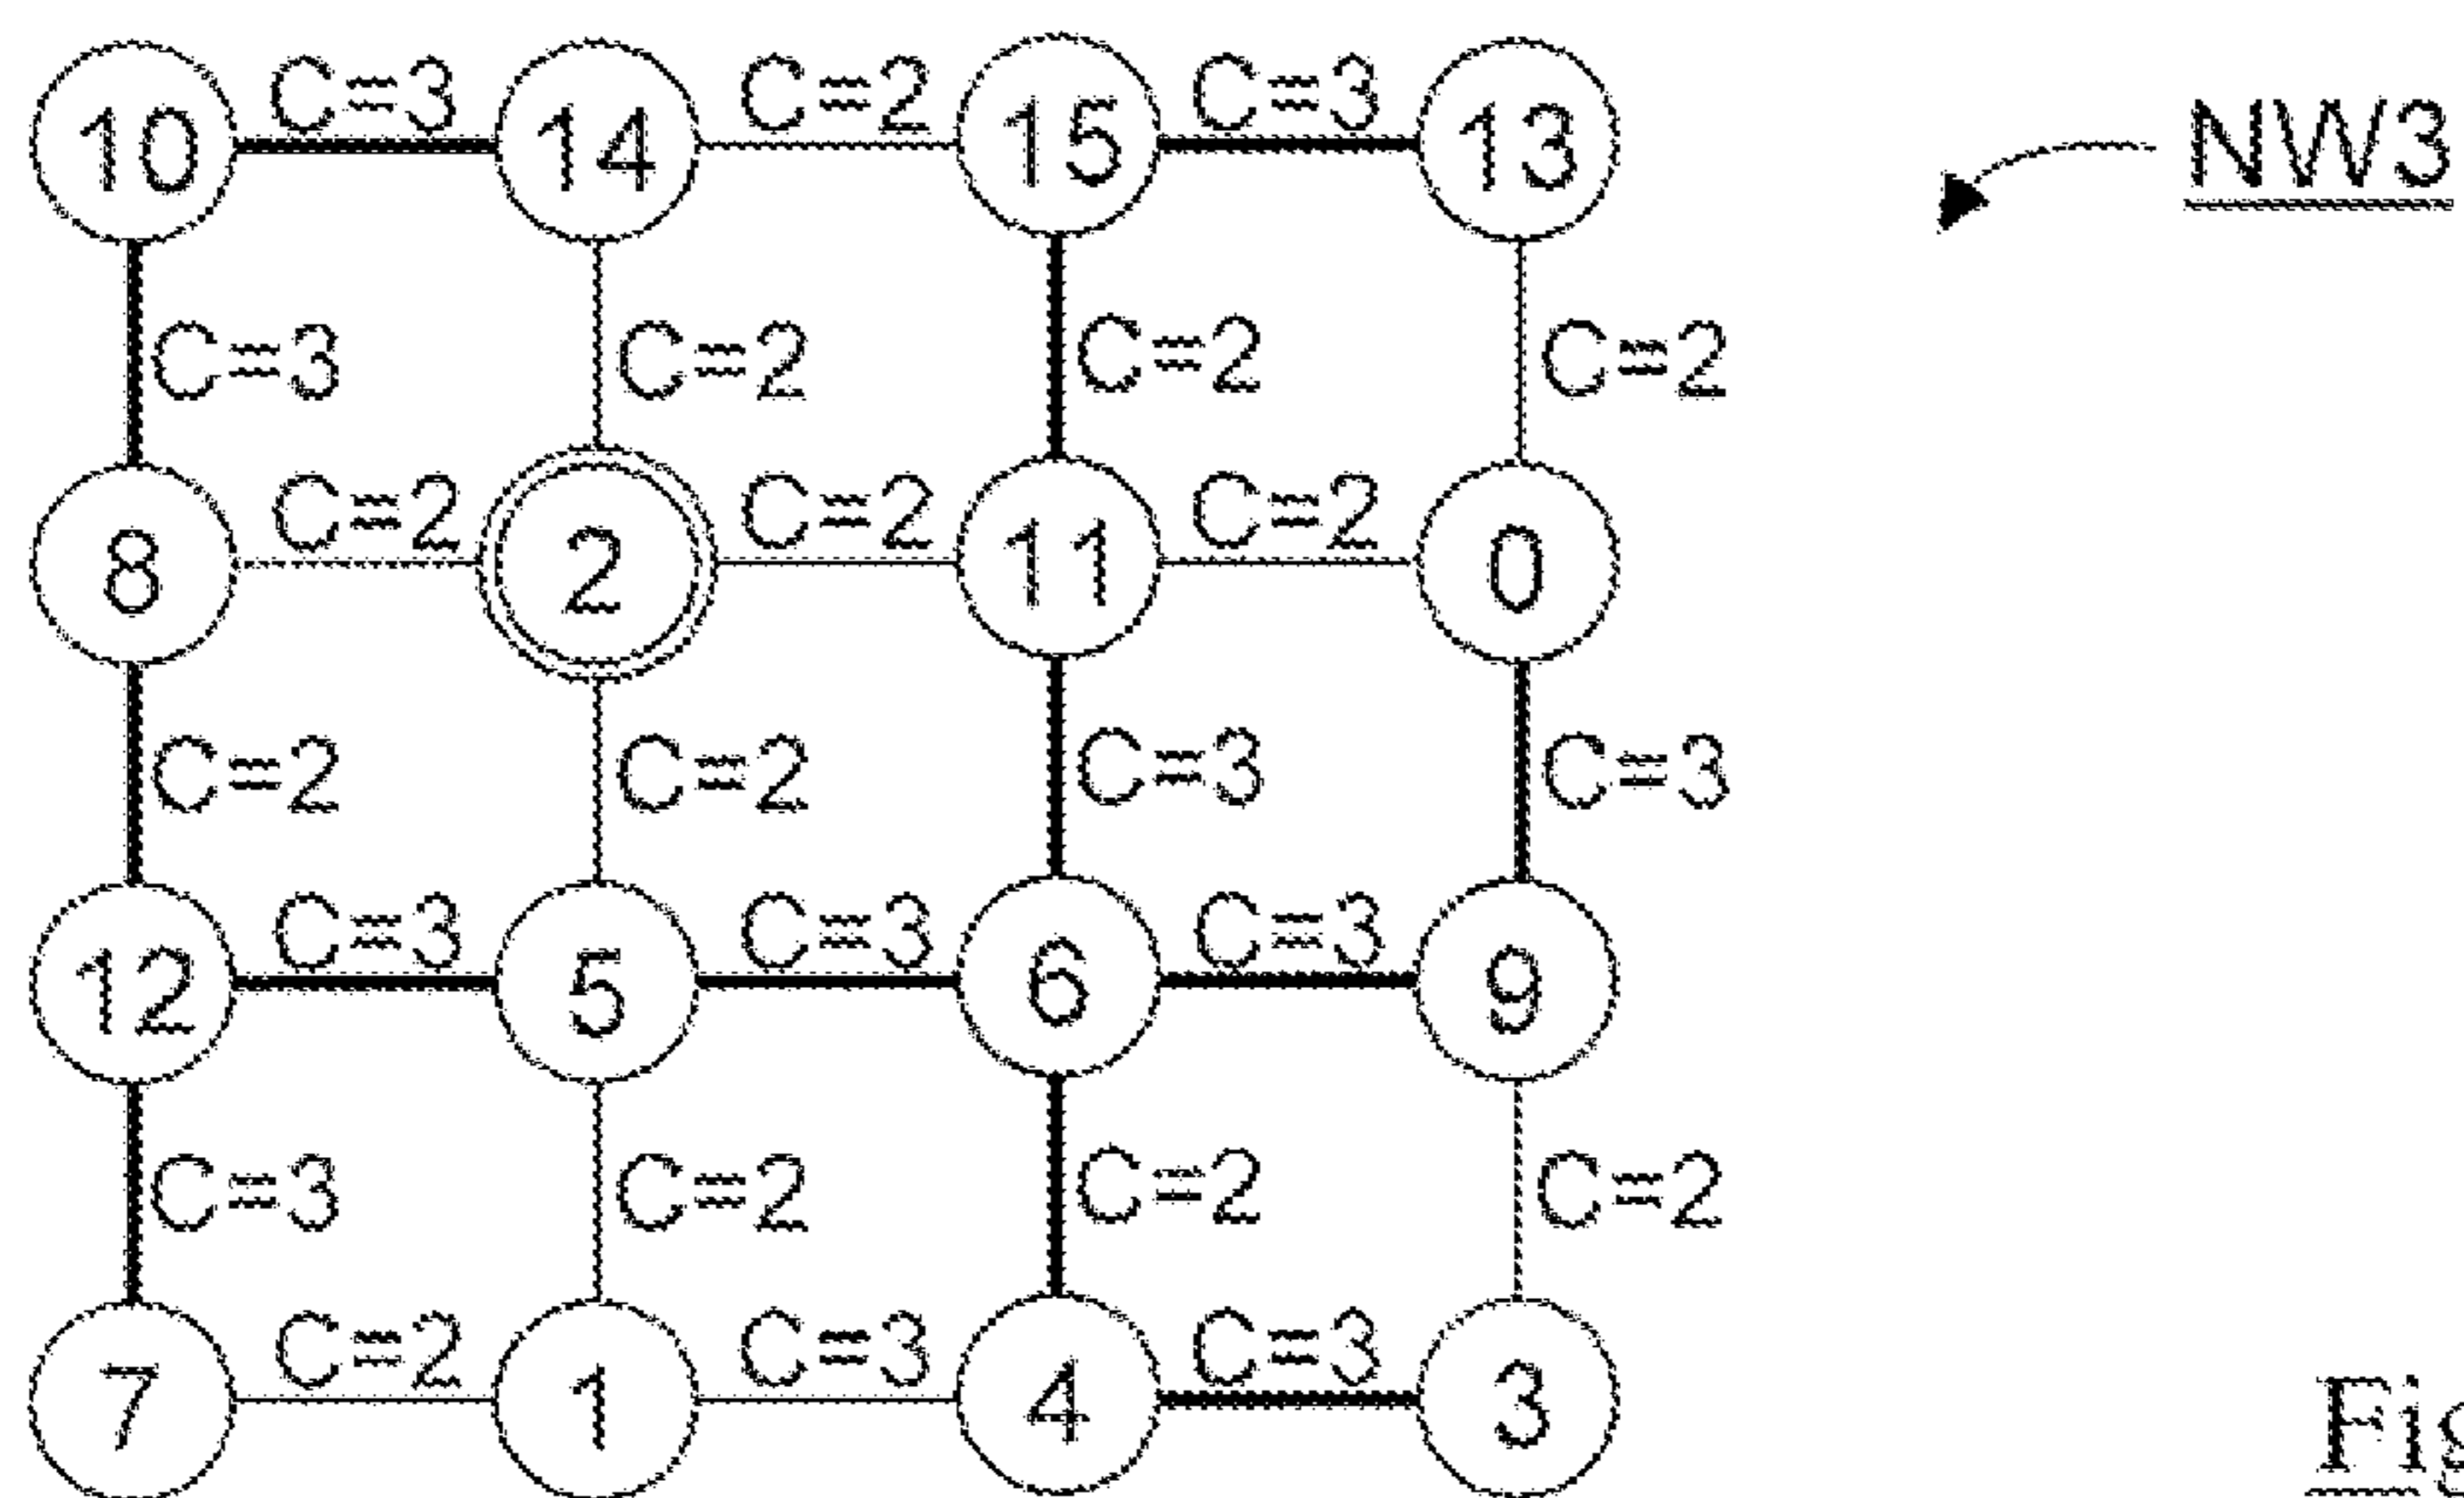 C=3 C=2 C=3
10 14 15 13 NW3
C=3 C=2 C=2 C=2
C=2 C=2 C=2
8 2 11 0
C=2 C=2 C=3 C=3
C=3 C=3 C=3
12 5 6 9
C=3 C=2 C=2 C=2
C=2 C=3 C=3
7 1 4 3
Fig